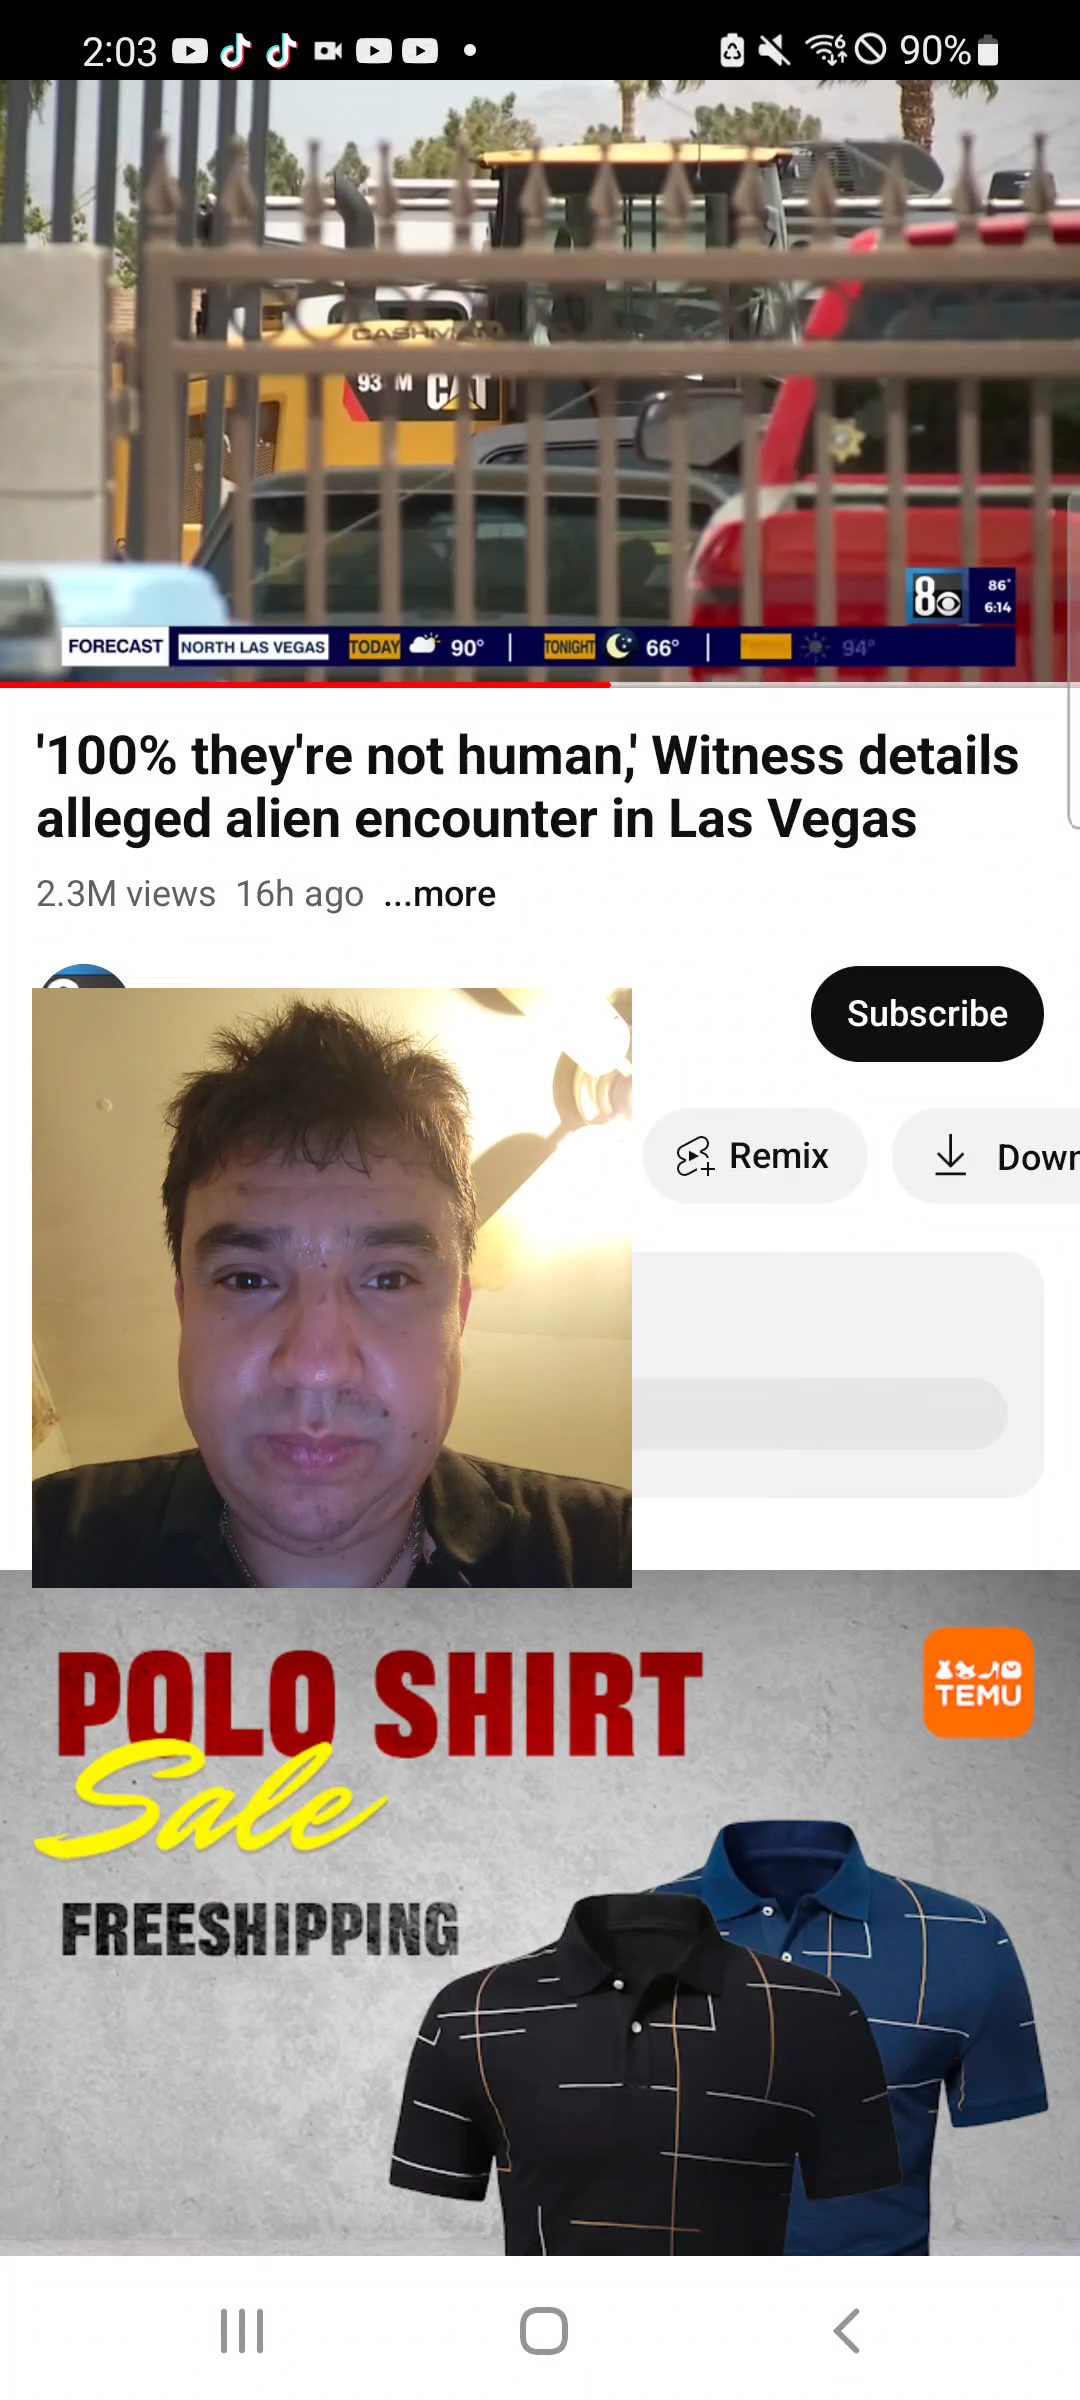 2:03
90%
CASHMAN
93 M CAT
8
86°
6:14
FORECAST NORTH LAS VEGAS TODAY 90° | TONIGHT 66° | 94°
'100% they're not human,' Witness details
alleged alien encounter in Las Vegas
2.3M views 16h ago ...more
Subscribe
Remix
Down
POLO SHIRT
Sale
FREESHIPPING
TEMU